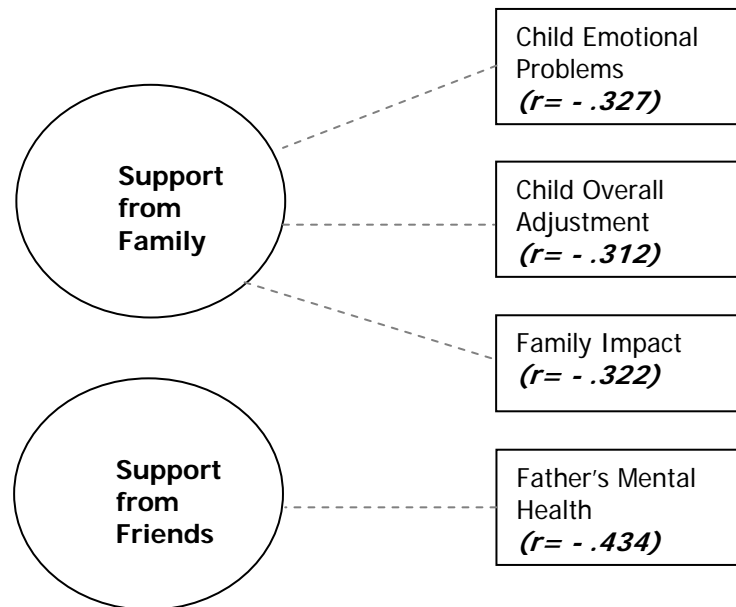 Support
from
Family
Child Emotional
Problems
(r= - .327)
Child Overall
Adjustment
(r= - .312)
Family Impact
(r= - .322)
Support
from
Friends
Father's Mental
Health
(r= - .434)